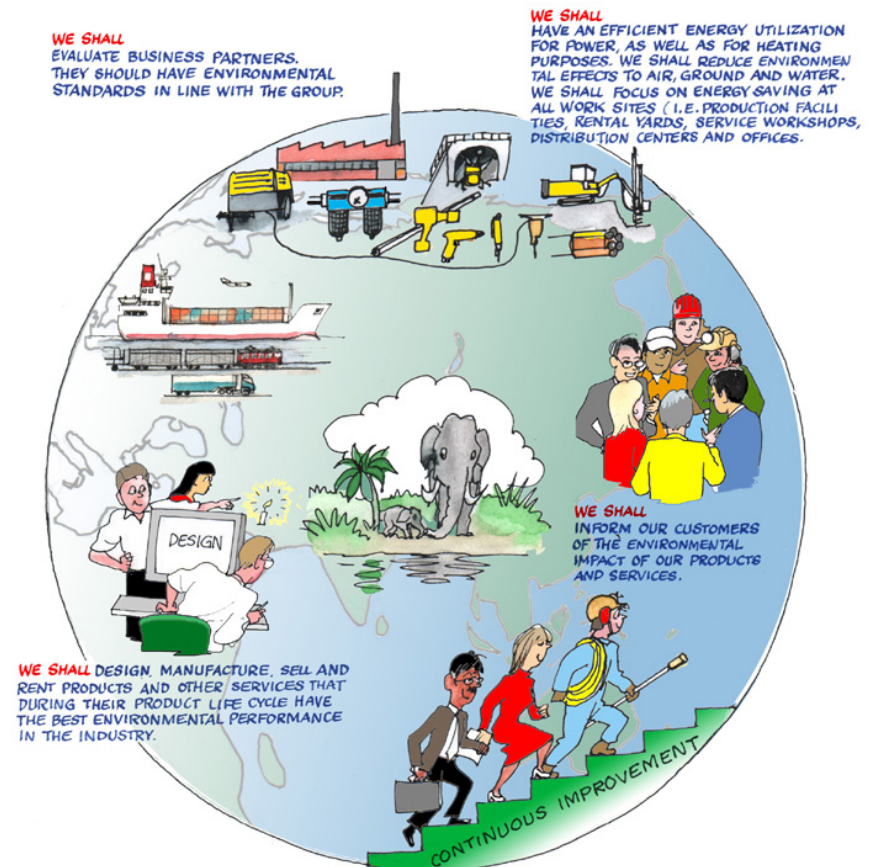 WE SHALL
EVALUATE BUSINESS PARTNERS.
THEY SHOULD HAVE ENVIRONMENTAL
STANDARDS IN LINE WITH THE GROUP.
WE SHALL
HAVE AN EFFICIENT ENERGY UTILIZATION
FOR POWER, AS WELL AS FOR HEATING
PURPOSES. WE SHALL REDUCE ENVIRONMEN
TAL EFFECTS TO AIR, GROUND AND WATER.
WE SHALL FOCUS ON ENERGY SAVING AT
ALL WORK SITES (I.E. PRODUCTION FACILI
TIES, RENTAL YARDS, SERVICE WORKSHOPS,
DISTRIBUTION CENTERS AND OFFICES.
DESIGN
WE SHALL
INFORM OUR CUSTOMERS
OF THE ENVIRONMENTAL
IMPACT OF OUR PRODUCTS
AND SERVICES.
WE SHALL DESIGN, MANUFACTURE, SELL AND
RENT PRODUCTS AND OTHER SERVICES THAT
DURING THEIR PRODUCT LIFE CYCLE HAVE
THE BEST ENVIRONMENTAL PERFORMANCE
IN THE INDUSTRY.
CONTINUOUS IMPROVEMENT